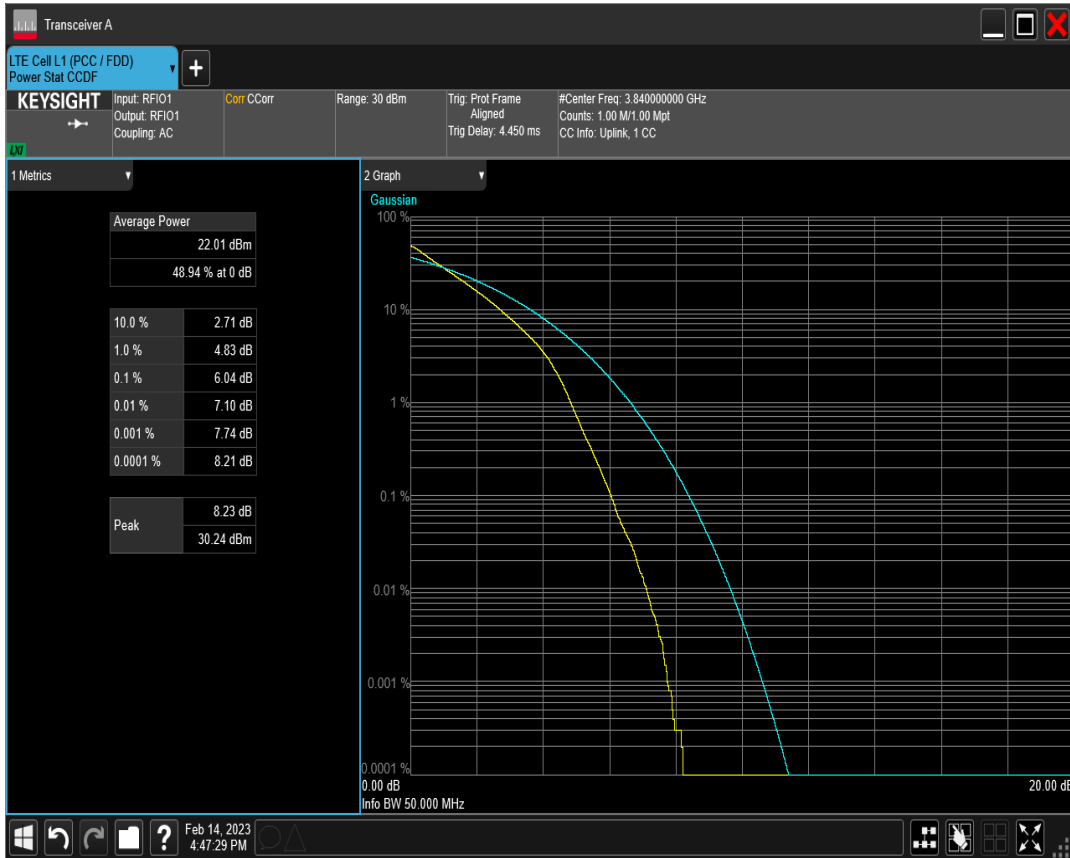 Transceiver A
LTE Cell L1 (PCC / FDD)
Power Stat CCDF
KEYSIGHT
LXI
Input: RFIO1
Output: RFIO1
Coupling: AC
Corr CCorr
Range: 30 dBm
Trig: Prot Frame
Aligned
Trig Delay: 4.450 ms
#Center Freq: 3.840000000 GHz
Counts: 1.00 M/1.00 Mpt
CC Info: Uplink, 1 CC
1 Metrics
Average Power
22.01 dBm
48.94 % at 0 dB
10.0 % 2.71 dB
1.0 % 4.83 dB
0.1 % 6.04 dB
0.01 % 7.10 dB
0.001 % 7.74 dB
0.0001 % 8.21 dB
Peak 8.23 dB
30.24 dBm
2 Graph
Gaussian
100 %
10 %
1 %
0.1 %
0.01 %
0.001 %
0.0001 %
0.00 dB 20.00 dB
Info BW 50.000 MHz
? Feb 14, 2023
4:47:29 PM